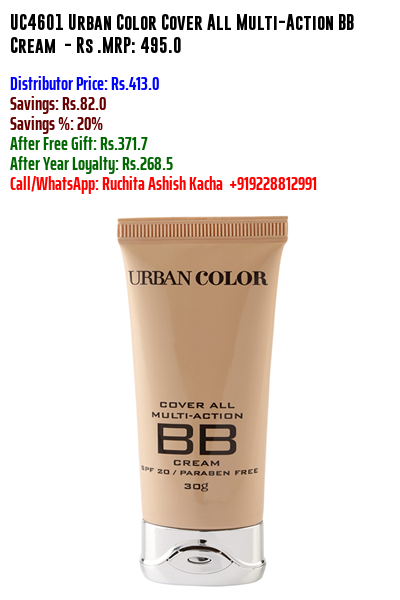 UC4601 Urban Color Cover All Multi-Action BB
Cream - Rs .MRP: 495.0
Distributor Price: Rs.413.0
Savings: Rs.82.0
Savings %: 20%
After Free Gift: Rs.371.7
After Year Loyalty: Rs.268.5
Call/WhatsApp: Ruchita Ashish Kacha +919228812991
URBAN COLOR
COVER ALL
MULTI-ACTION
BB
CREAM
SPF 20 / PARABEN FREE
30g